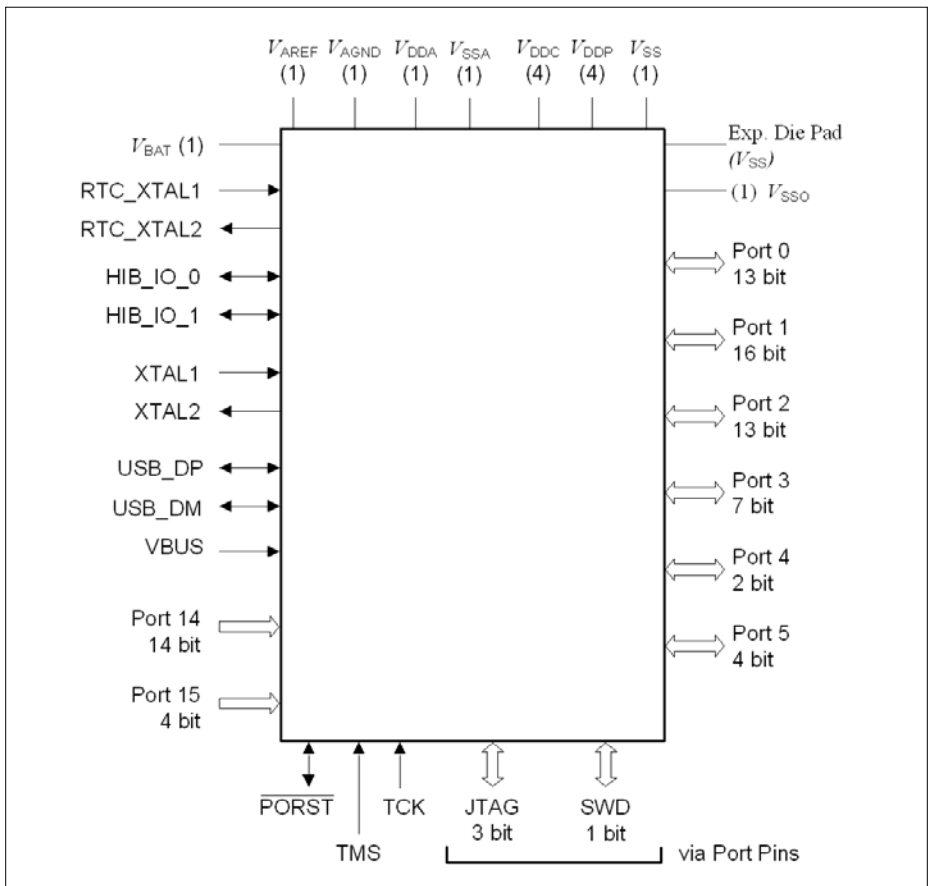 VAREF VAGND VDDA VSSA VDDC VDDP VSS
(1) (1) (1) (1) (4) (4) (1)
VBAT (1)
Exp. Die Pad
(VSS)
RTC_XTAL1
(1) VSSO
RTC_XTAL2
Port 0
13 bit
HIB_IO_0
HIB_IO_1
Port 1
16 bit
XTAL1
XTAL2
Port 2
13 bit
USB_DP
USB_DM
Port 3
7 bit
VBUS
Port 4
2 bit
Port 14
14 bit
Port 5
4 bit
Port 15
4 bit
PORST
TCK
JTAG
3 bit
SWD
1 bit
TMS
via Port Pins